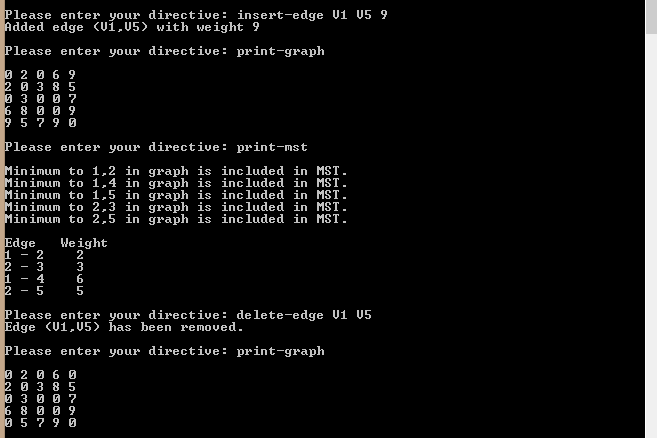 Please enter your directive: insert-edge V1 V5 9
Added edge (V1,V5) with weight 9
Please enter your directive: print-graph
0 2 0 6 9
2 0 3 8 5
0 3 0 0 7
6 8 0 0 9
9 5 7 9 0
Please enter your directive: print-mst
Minimum to 1,2 in graph is included in MST.
Minimum to 1,4 in graph is included in MST.
Minimum to 1,5 in graph is included in MST.
Minimum to 2,3 in graph is included in MST.
Minimum to 2,5 in graph is included in MST.
Edge   Weight
1 - 2    2
2 - 3    3
1 - 4    6
2 - 5    5
Please enter your directive: delete-edge V1 V5
Edge (V1,V5) has been removed.
Please enter your directive: print-graph
0 2 0 6 0
2 0 3 8 5
0 3 0 0 7
6 8 0 0 9
0 5 7 9 0